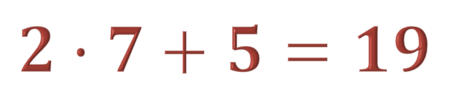 2 · 7 + 5 = 19